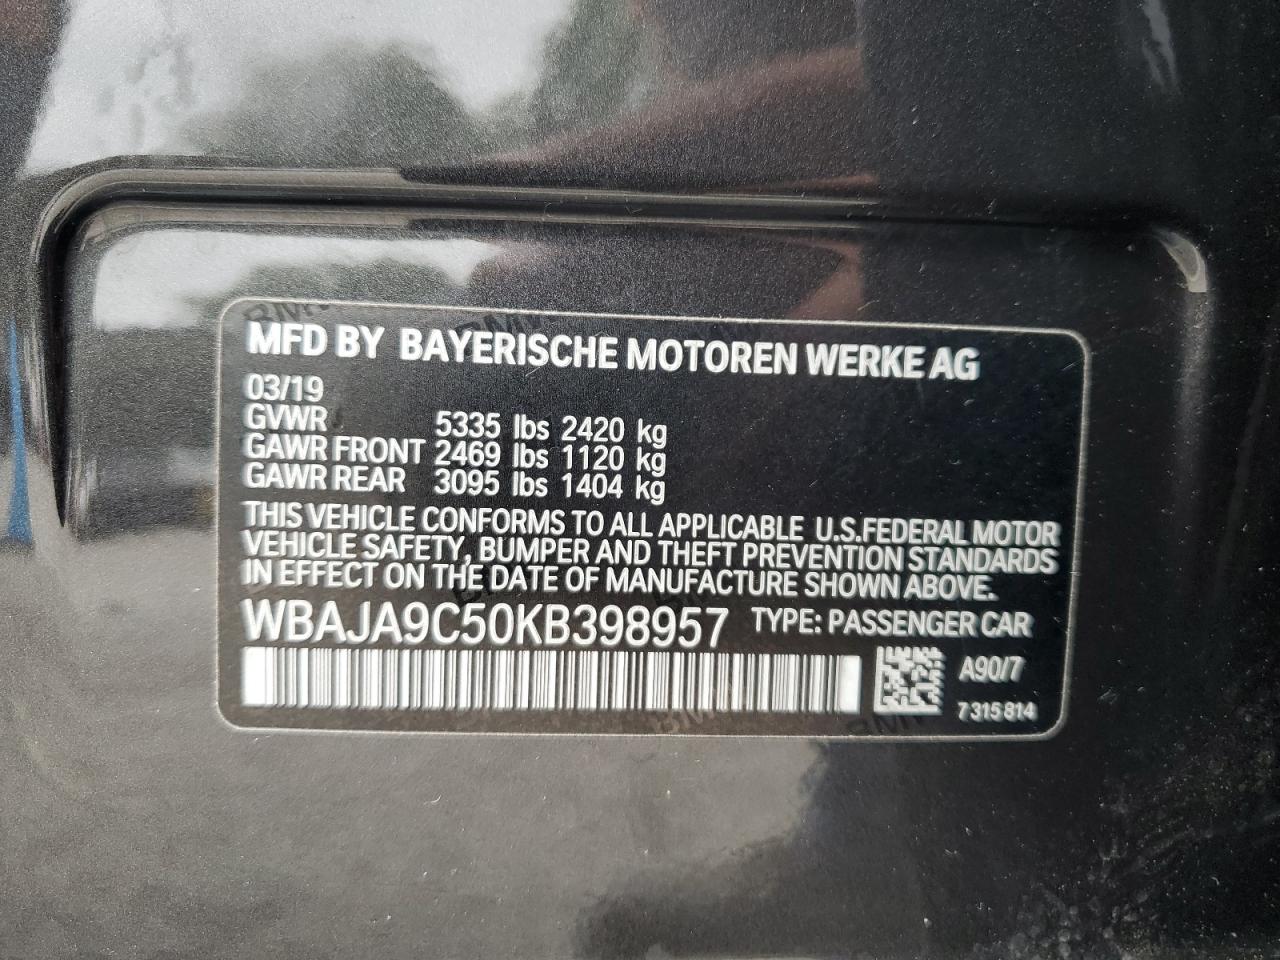 MFD BY BAYERISCHE MOTOREN WERKE AG
03/19
GVWR 5335 lbs 2420 kg
GAWR FRONT 2469 lbs 1120 kg
GAWR REAR 3095 lbs 1404 kg
THIS VEHICLE CONFORMS TO ALL APPLICABLE U.S.FEDERAL MOTOR
VEHICLE SAFETY, BUMPER AND THEFT PREVENTION STANDARDS
IN EFFECT ON THE DATE OF MANUFACTURE SHOWN ABOVE.
WBAJA9C50KB398957 TYPE: PASSENGER CAR
A90/7
7 315 814